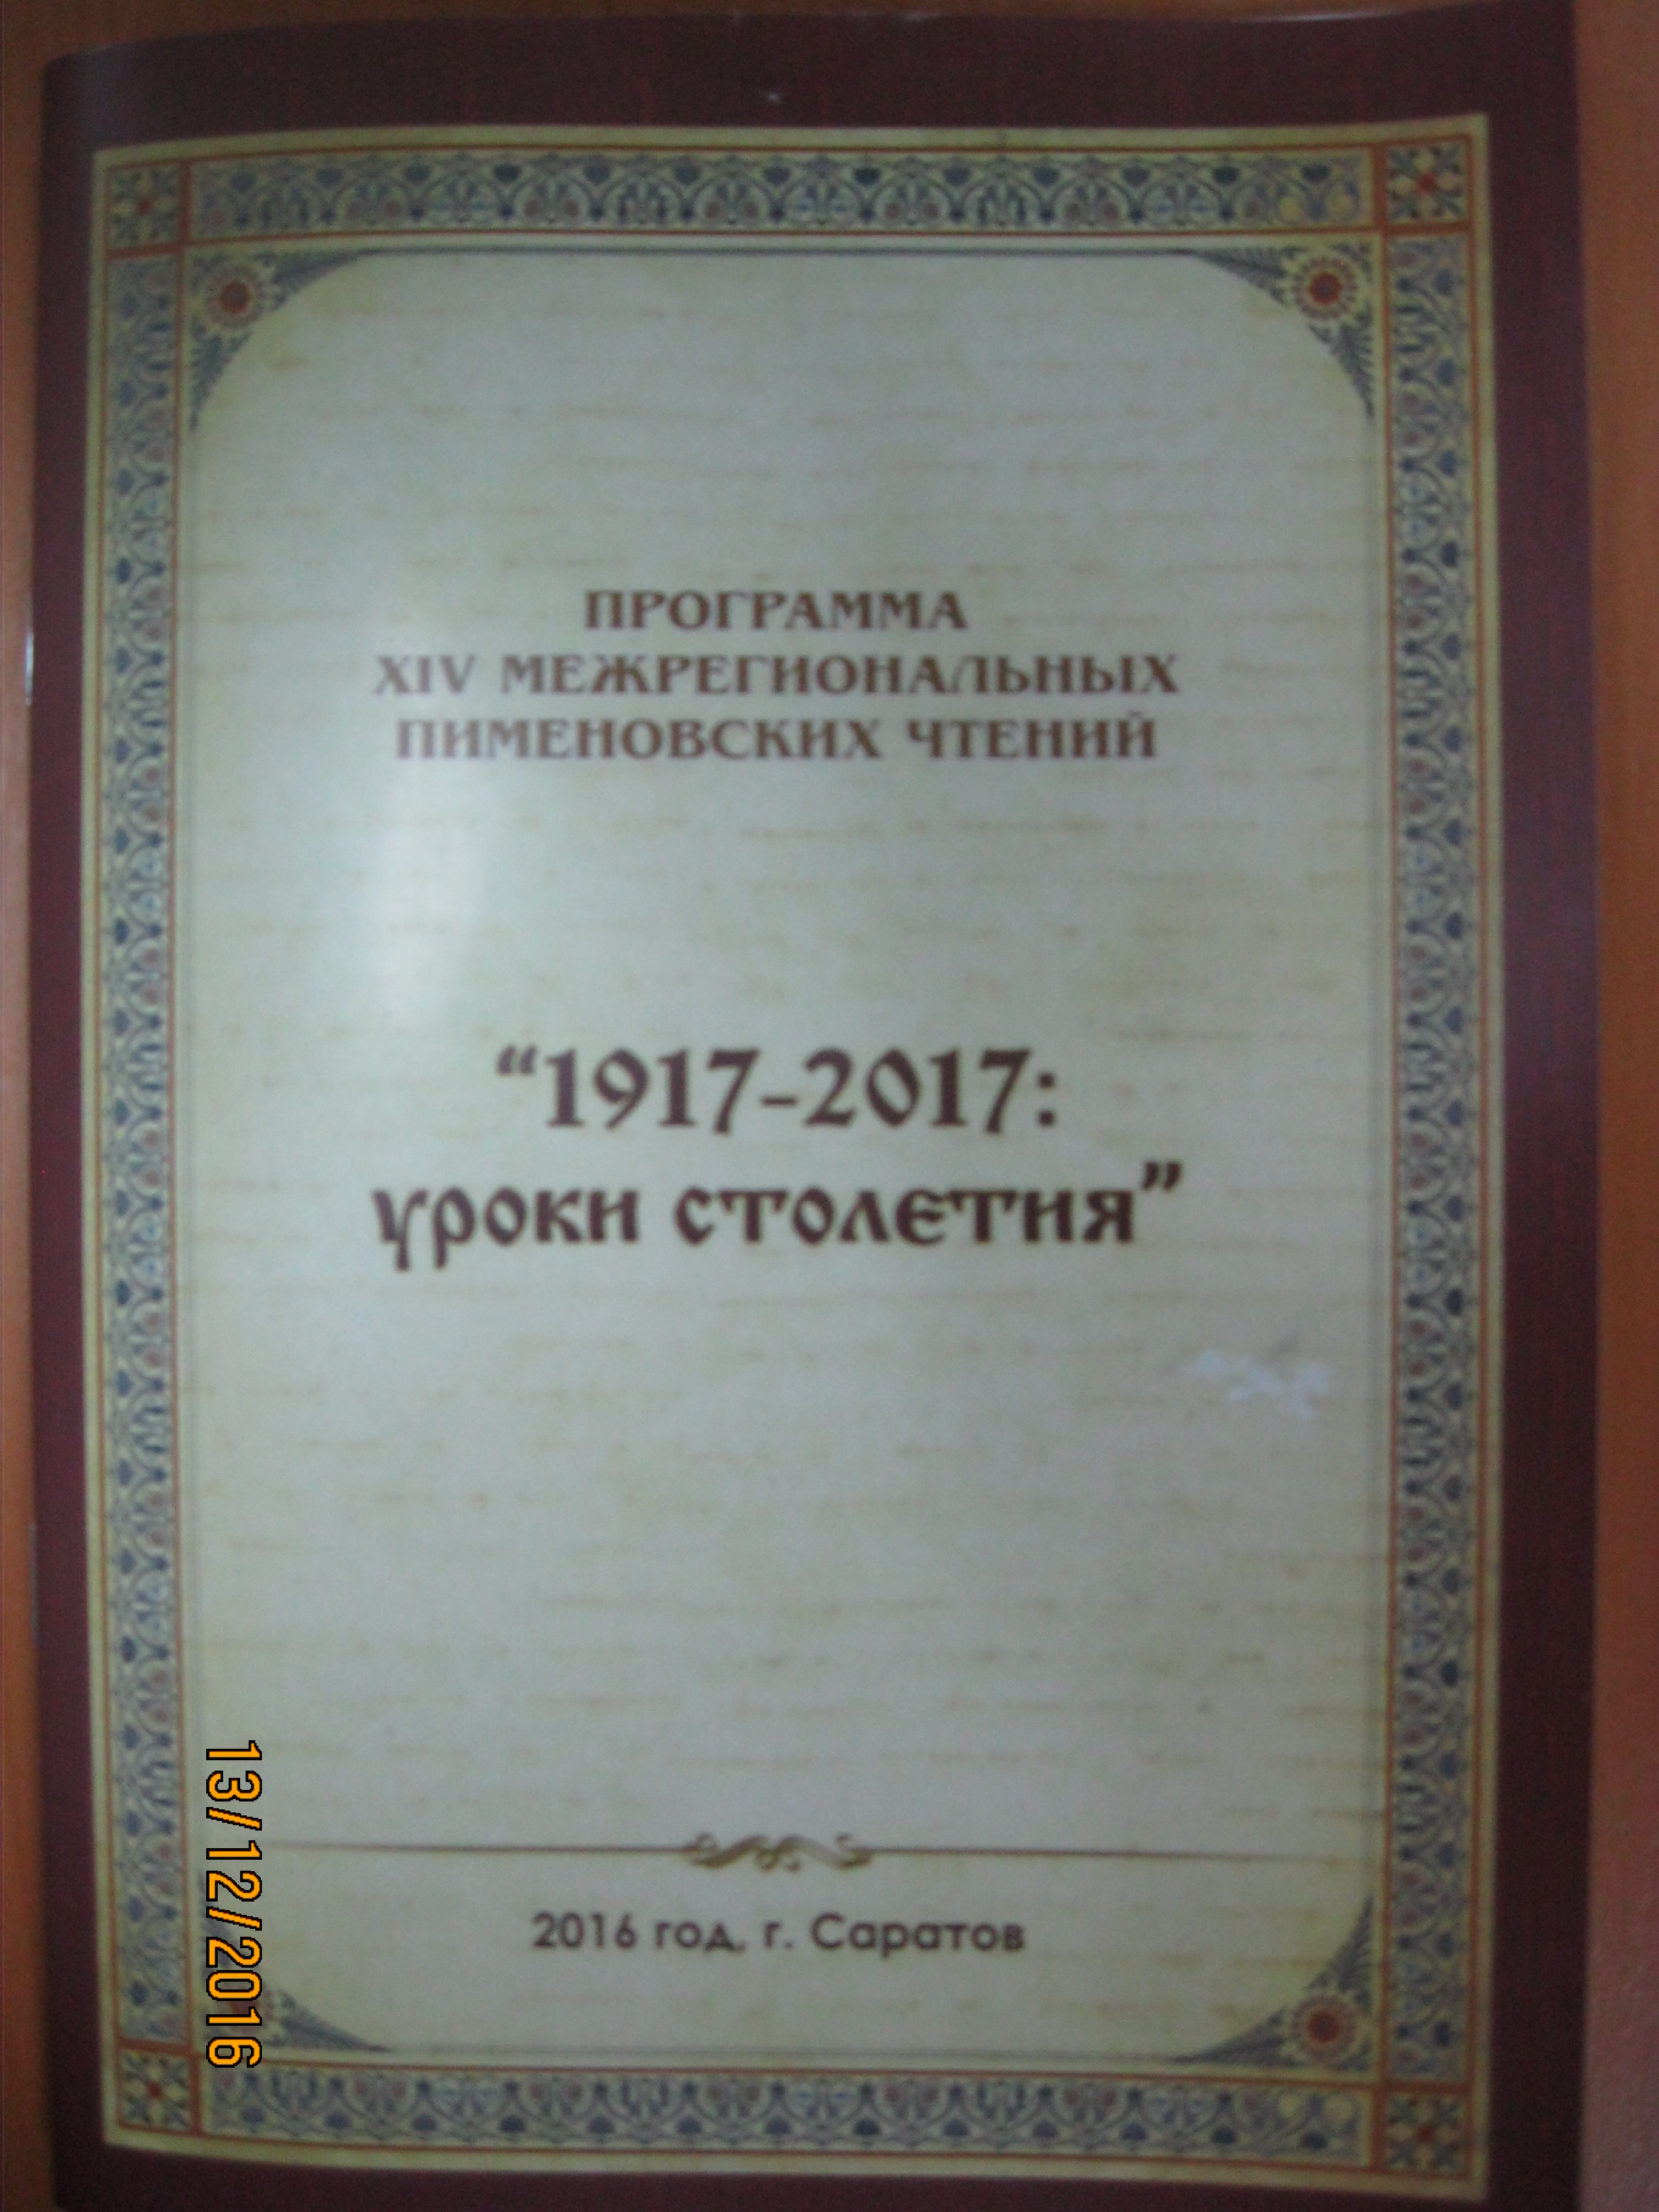 ПРОГРАММА
XIV МЕЖРЕГИОНАЛЬНЫХ
ПИМЕНОВСКИХ ЧТЕНИЙ
“1917-2017:
уроки столетия”
2016 год, г. Саратов
13/12/2016